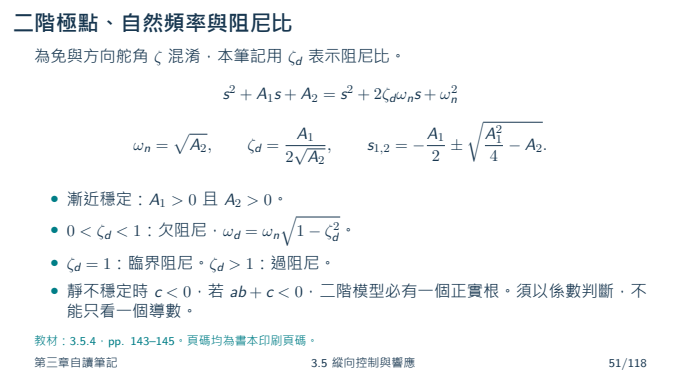 二階極點、自然頻率與阻尼比
為免與方向舵角 ζ 混淆，本筆記用 ζ_d 表示阻尼比。
s² + A₁s + A₂ = s² + 2ζ_dω_n s + ω_n²
ω_n = √A₂,  ζ_d = A₁/(2√A₂),  s₁,₂ = −A₁/2 ± √(A₁²/4 − A₂).
• 漸近穩定：A₁ > 0 且 A₂ > 0。
• 0 < ζ_d < 1：欠阻尼，ω_d = ω_n√(1 − ζ_d²)。
• ζ_d = 1：臨界阻尼。ζ_d > 1：過阻尼。
• 靜不穩定時 c < 0，若 ab + c < 0，二階模型必有一個正實根。須以係數判斷，不
能只看一個導數。
教材：3.5.4，pp. 143–145。頁碼均為書本印刷頁碼。
第三章自讀筆記 3.5 縱向控制與響應 51/118